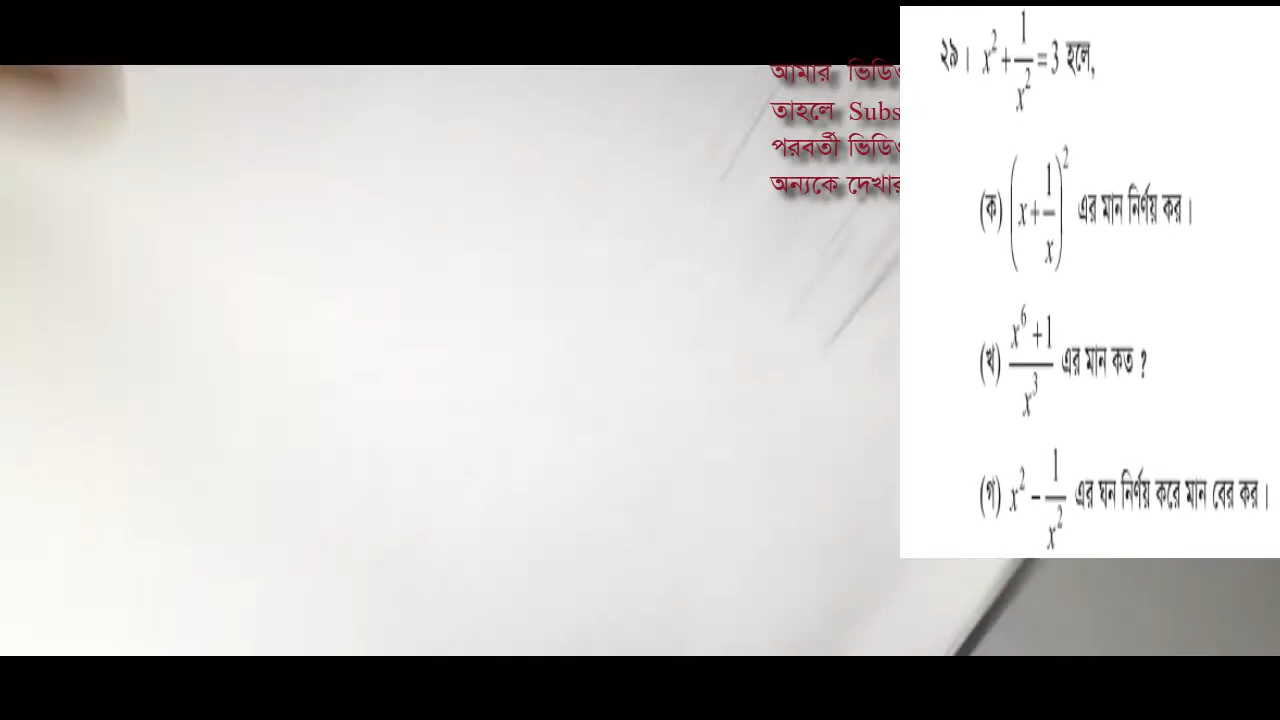 আমার ভিডিও
তাহলে Subs
পরবর্তী ভিডিও
অন্যকে দেখার
২৯। x² + 1/x² = 3 হলে,
(ক) (x + 1/x)² এর মান নির্ণয় কর।
(খ) (x⁶ + 1)/x³ এর মান কত ?
(গ) x² − 1/x² এর ঘন নির্ণয় করে মান বের কর।